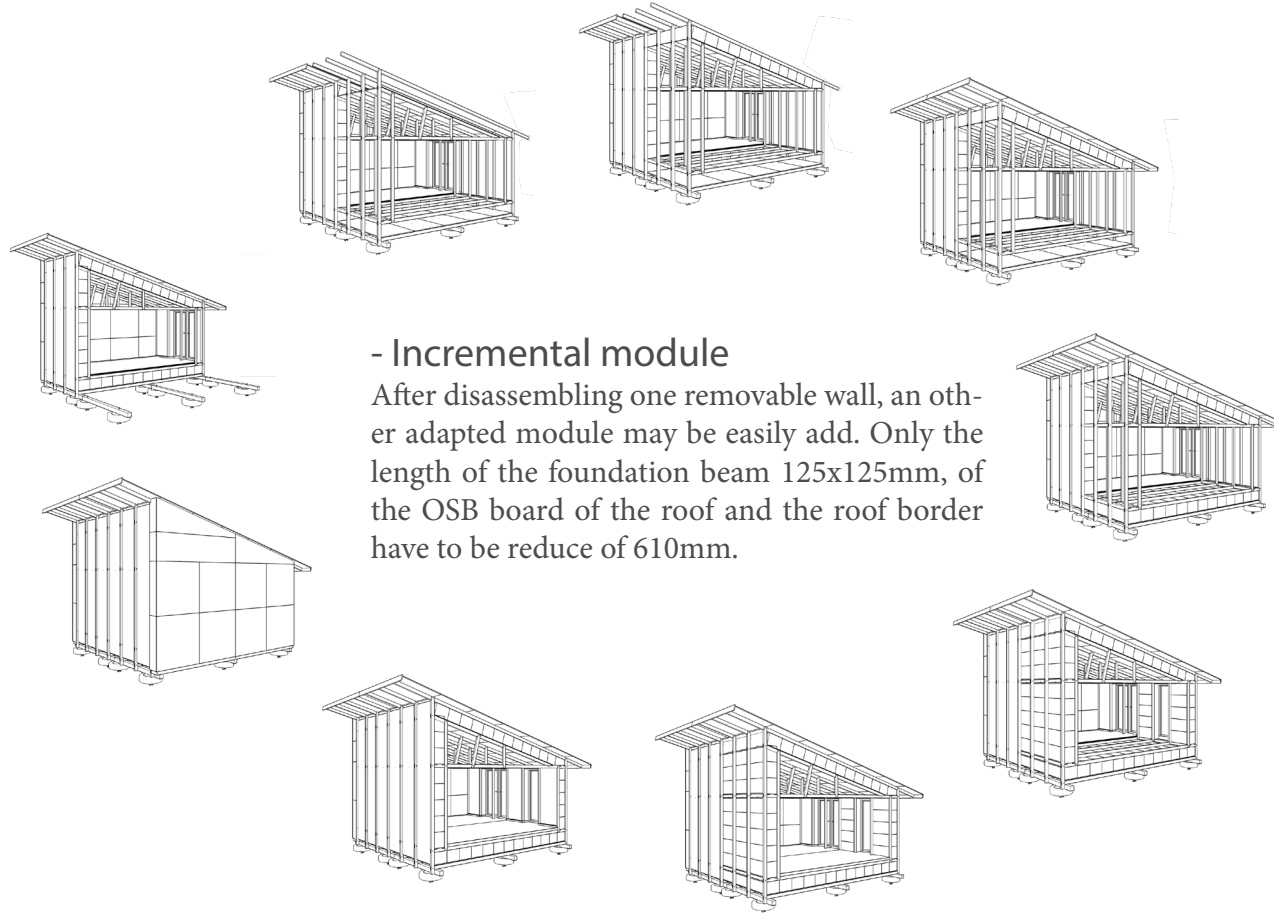 - Incremental module
After disassembling one removable wall, an oth-
er adapted module may be easily add. Only the
length of the foundation beam 125x125mm, of
the OSB board of the roof and the roof border
have to be reduce of 610mm.